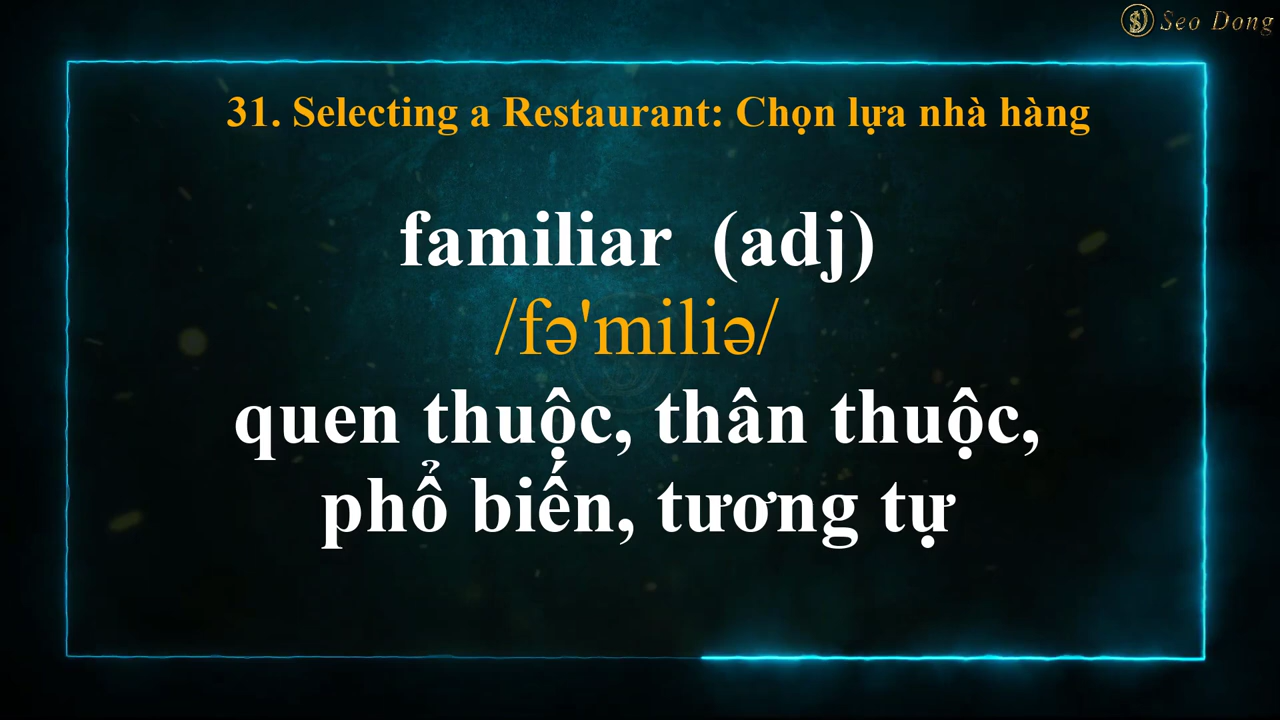 Seo Dong
31. Selecting a Restaurant: Chọn lựa nhà hàng
familiar (adj)
/fə'miliə/
quen thuộc, thân thuộc,
phổ biến, tương tự